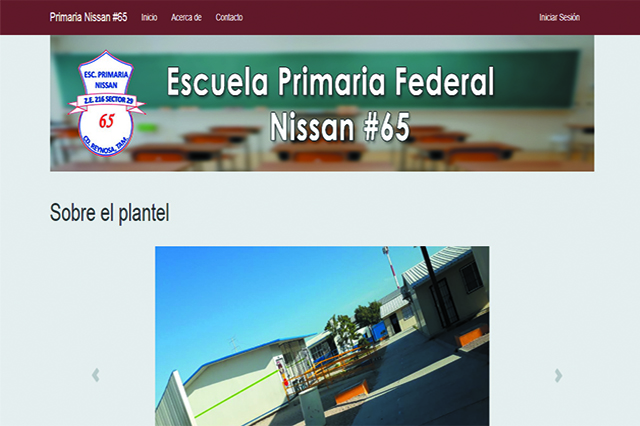 Primaria Nissan #65 Inicio Acerca de Contacto Iniciar Sesión
ESC. PRIMARIA
NISSAN
Z.E. 216 SECTOR 29
65
CD. REYNOSA, TAM.
Escuela Primaria Federal
Nissan #65
Sobre el plantel